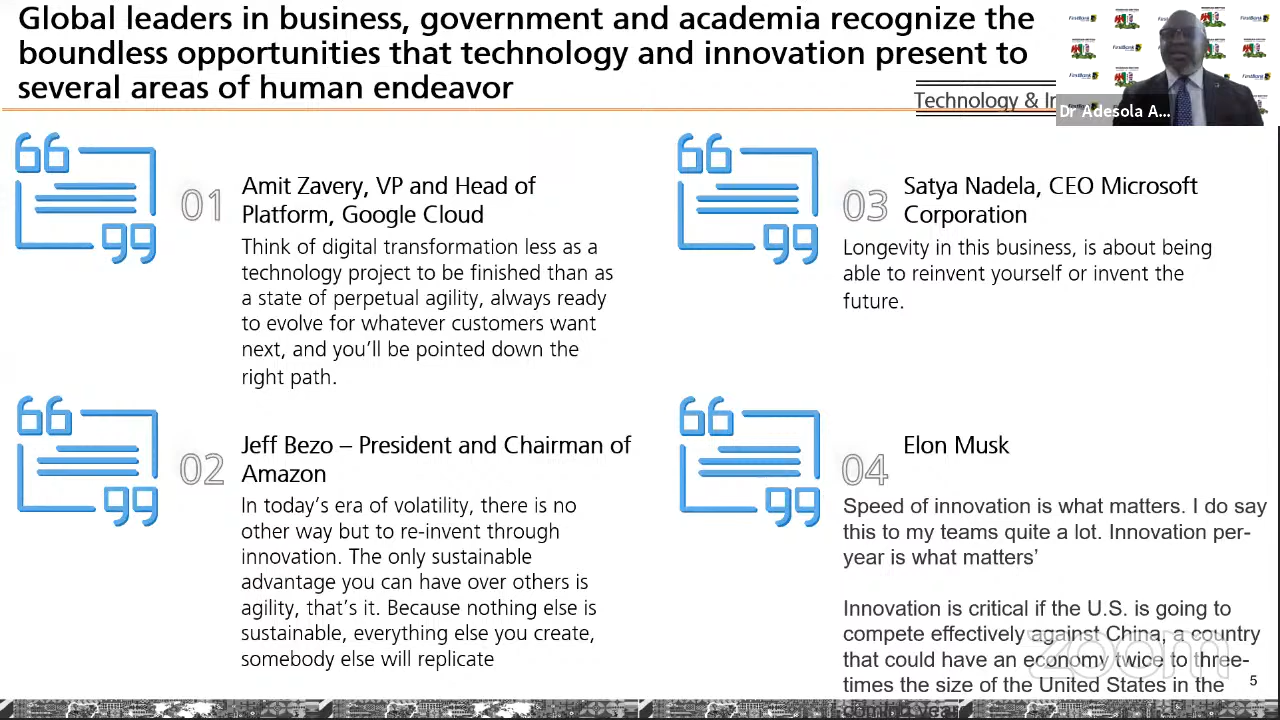 Global leaders in business, government and academia recognize the
boundless opportunities that technology and innovation present to
several areas of human endeavor
Technology & I
FirstBank
FirstBank
FirstBank
Dr Adesola A...
01
Amit Zavery, VP and Head of
Platform, Google Cloud
Think of digital transformation less as a
technology project to be finished than as
a state of perpetual agility, always ready
to evolve for whatever customers want
next, and you’ll be pointed down the
right path.
02
Jeff Bezo – President and Chairman of
Amazon
In today’s era of volatility, there is no
other way but to re-invent through
innovation. The only sustainable
advantage you can have over others is
agility, that’s it. Because nothing else is
sustainable, everything else you create,
somebody else will replicate
03
Satya Nadela, CEO Microsoft
Corporation
Longevity in this business, is about being
able to reinvent yourself or invent the
future.
04
Elon Musk
Speed of innovation is what matters. I do say
this to my teams quite a lot. Innovation per-
year is what matters’
Innovation is critical if the U.S. is going to
compete effectively against China, a country
that could have an economy twice to three-
times the size of the United States in the
zoom
5